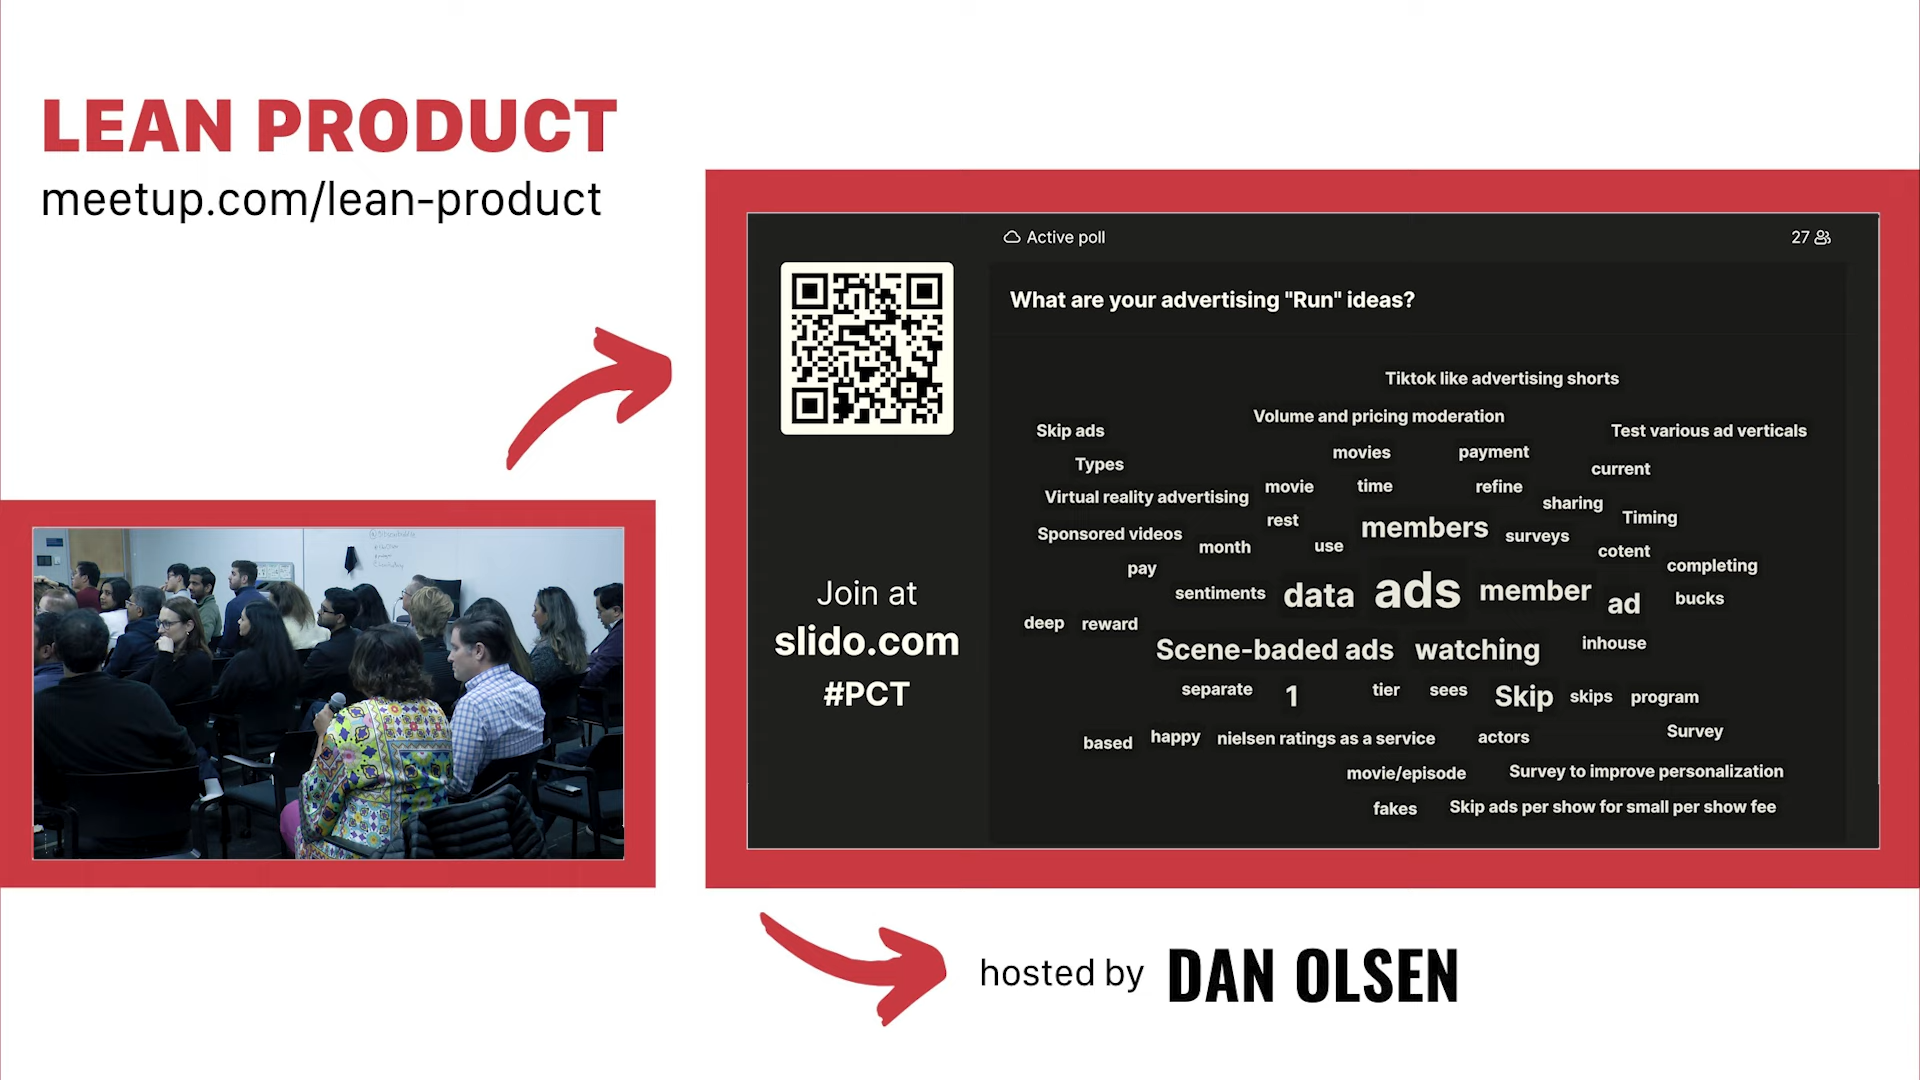 LEAN PRODUCT
meetup.com/lean-product
Active poll
27
What are your advertising "Run" ideas?
Join at
slido.com
#PCT
Tiktok like advertising shorts
Volume and pricing moderation
Skip ads
Test various ad verticals
movies
payment
Types
current
movie
time
refine
Virtual reality advertising
sharing
rest
Timing
members
Sponsored videos
surveys
month
use
cotent
pay
completing
sentiments
data
ads
member
ad
bucks
deep
reward
inhouse
Scene-baded ads
watching
separate
1
tier
sees
Skip
skips
program
based
happy
nielsen ratings as a service
actors
Survey
movie/episode
Survey to improve personalization
fakes
Skip ads per show for small per show fee
hosted by DAN OLSEN